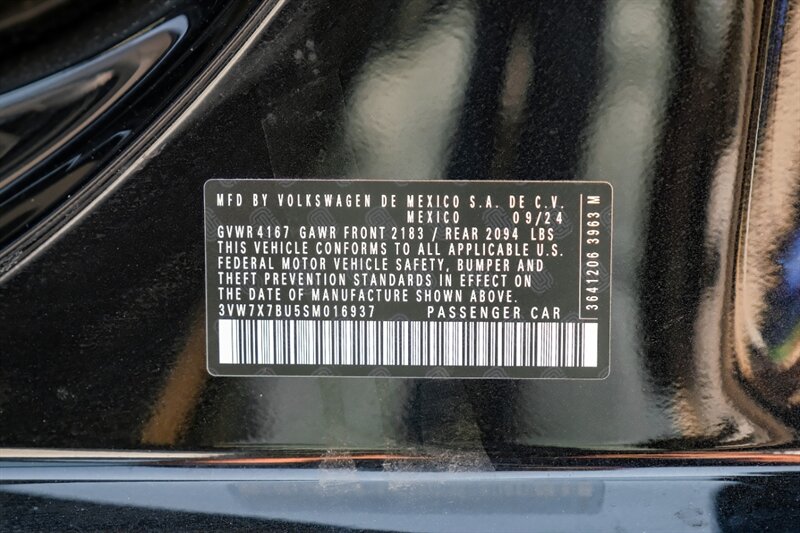 MFD BY VOLKSWAGEN DE MEXICO S.A. DE C.V.
MEXICO 09/24
GVWR 4167 GAWR FRONT 2183 / REAR 2094 LBS
THIS VEHICLE CONFORMS TO ALL APPLICABLE U.S.
FEDERAL MOTOR VEHICLE SAFETY, BUMPER AND
THEFT PREVENTION STANDARDS IN EFFECT ON
THE DATE OF MANUFACTURE SHOWN ABOVE.
3VW7X7BU5SM016937 PASSENGER CAR
3641206 3963 M